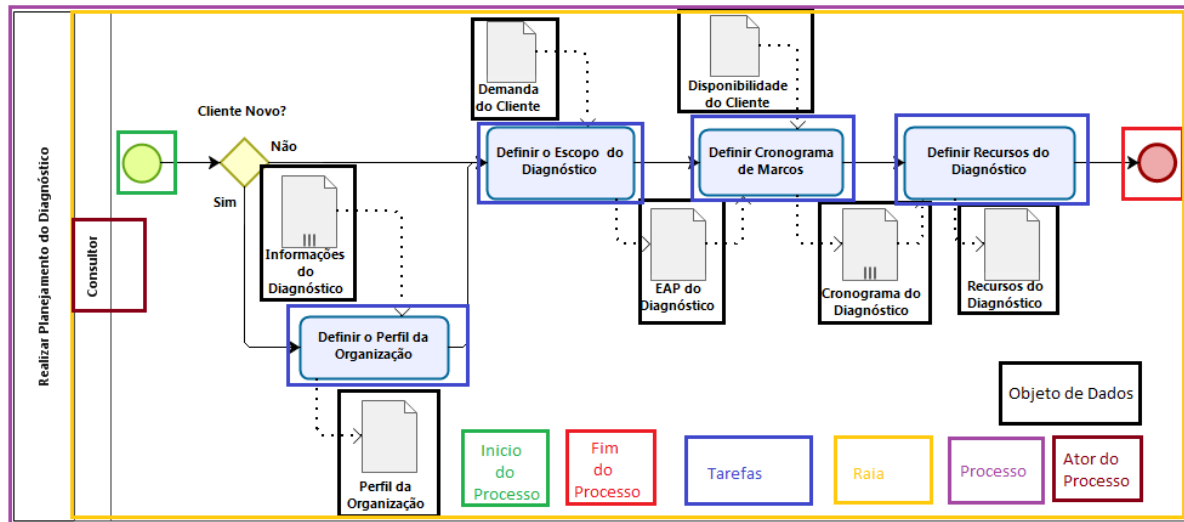 Realizar Planejamento do Diagnóstico
Consultor
Cliente Novo?
Não
Sim
Informações
do
Diagnóstico
Definir o Perfil da
Organização
Perfil da
Organização
Demanda
do Cliente
Definir o Escopo do
Diagnóstico
EAP do
Diagnóstico
Disponibilidade
do Cliente
Definir Cronograma
de Marcos
Cronograma do
Diagnóstico
Definir Recursos do
Diagnóstico
Recursos do
Diagnóstico
Objeto de Dados
Inicio
do
Processo
Fim
do
Processo
Tarefas
Raia
Processo
Ator do
Processo